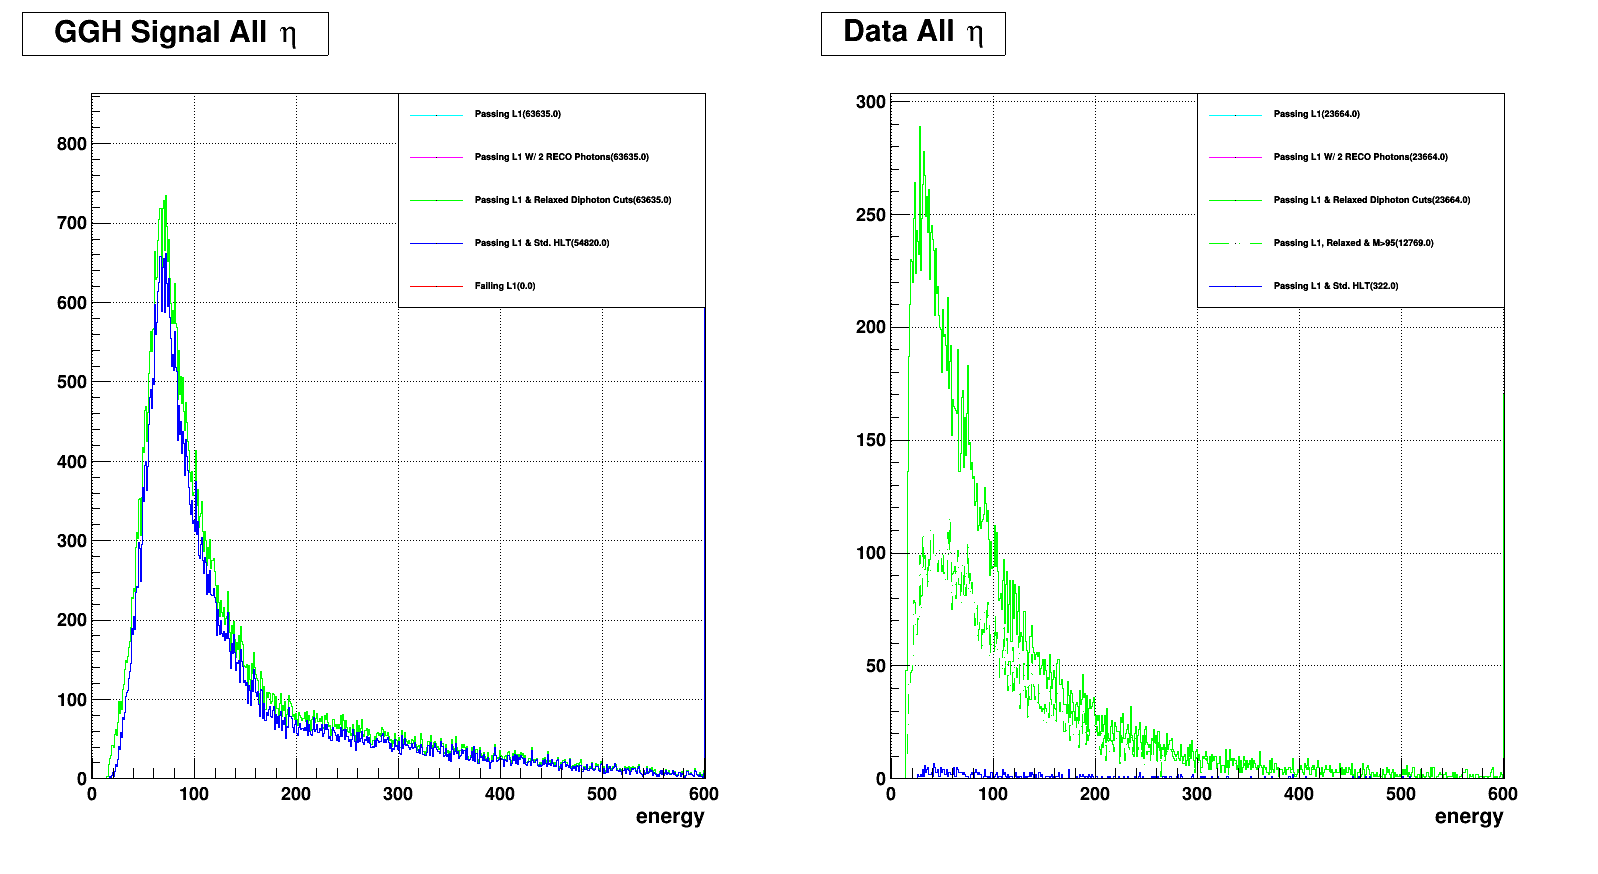 GGH Signal All η
800
700
600
500
400
300
200
100
0
0 100 200 300 400 500 600
energy
Passing L1(63635.0)
Passing L1 W/ 2 RECO Photons(63635.0)
Passing L1 & Relaxed Diphoton Cuts(63635.0)
Passing L1 & Std. HLT(54820.0)
Failing L1(0.0)
Data All η
300
250
200
150
100
50
0
0 100 200 300 400 500 600
energy
Passing L1(23664.0)
Passing L1 W/ 2 RECO Photons(23664.0)
Passing L1 & Relaxed Diphoton Cuts(23664.0)
Passing L1, Relaxed & M>95(12769.0)
Passing L1 & Std. HLT(322.0)